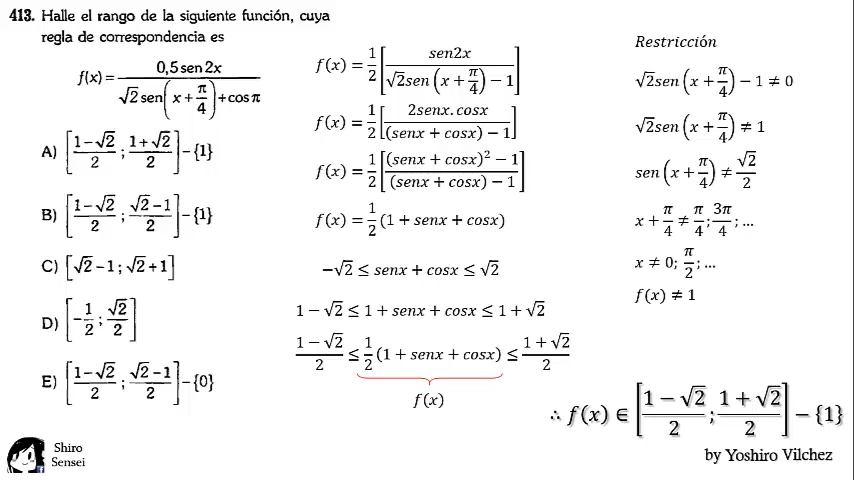 413. Halle el rango de la siguiente función, cuya
regla de correspondencia es
f(x)=0,5sen2x/(√2sen(x+π/4)+cosπ)
A) [(1-√2)/2 ; (1+√2)/2]-{1}
B) [(1-√2)/2 ; (√2-1)/2]-{1}
C) [√2-1;√2+1]
D) [-1/2 ; √2/2]
E) [(1-√2)/2 ; (√2-1)/2]-{0}
f(x)=1/2[sen2x/(√2sen(x+π/4)-1)]
f(x)=1/2[2senx.cosx/((senx+cosx)-1)]
f(x)=1/2[((senx+cosx)²-1)/((senx+cosx)-1)]
f(x)=1/2(1+senx+cosx)
-√2≤senx+cosx≤√2
1-√2≤1+senx+cosx≤1+√2
(1-√2)/2≤1/2(1+senx+cosx)≤(1+√2)/2
f(x)
Restricción
√2sen(x+π/4)-1≠0
√2sen(x+π/4)≠1
sen(x+π/4)≠√2/2
x+π/4≠π/4;3π/4;...
x≠0;π/2;...
f(x)≠1
∴ f(x)∈[(1-√2)/2 ; (1+√2)/2]-{1}
by Yoshiro Vilchez
Shiro
Sensei